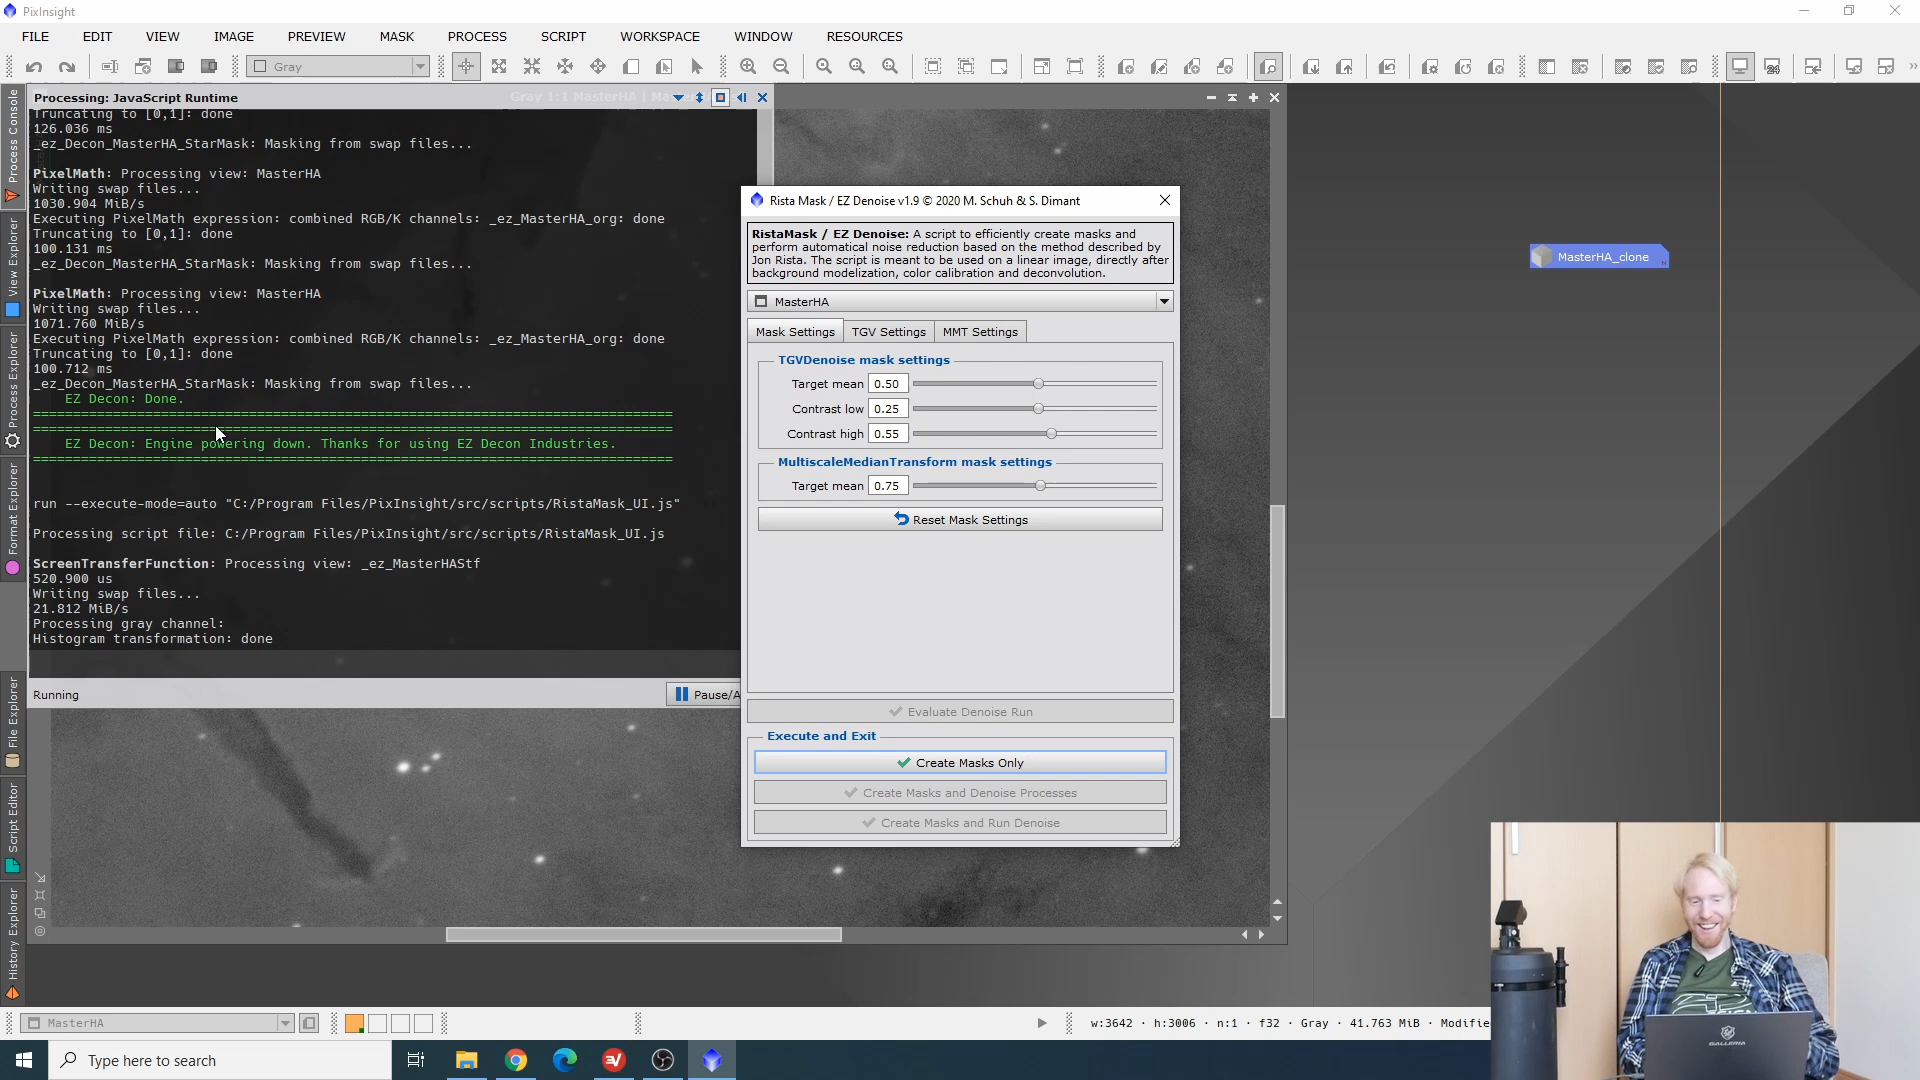 PixInsight
FILE EDIT VIEW IMAGE PREVIEW MASK PROCESS SCRIPT WORKSPACE WINDOW RESOURCES
Gray
Processing: JavaScript Runtime
Gray 1:1 MasterHA
Truncating to [0,1]: done
126.036 ms
_ez_Decon_MasterHA_StarMask: Masking from swap files...
PixelMath: Processing view: MasterHA
Writing swap files...
1030.904 MiB/s
Executing PixelMath expression: combined RGB/K channels: _ez_MasterHA_org: done
Truncating to [0,1]: done
100.131 ms
_ez_Decon_MasterHA_StarMask: Masking from swap files...
PixelMath: Processing view: MasterHA
Writing swap files...
1071.760 MiB/s
Executing PixelMath expression: combined RGB/K channels: _ez_MasterHA_org: done
Truncating to [0,1]: done
100.712 ms
_ez_Decon_MasterHA_StarMask: Masking from swap files...
EZ Decon: Done.
================================================================================
================================================================================
EZ Decon: Engine powering down. Thanks for using EZ Decon Industries.
================================================================================
run --execute-mode=auto "C:/Program Files/PixInsight/src/scripts/RistaMask_UI.js"
Processing script file: C:/Program Files/PixInsight/src/scripts/RistaMask_UI.js
ScreenTransferFunction: Processing view: _ez_MasterHAStf
520.900 us
Writing swap files...
21.812 MiB/s
Processing gray channel:
Histogram transformation: done
Running
Pause/A
Process Console
View Explorer
Process Explorer
Format Explorer
File Explorer
Script Editor
History Explorer
Rista Mask / EZ Denoise v1.9 © 2020 M. Schuh & S. Dimant
RistaMask / EZ Denoise: A script to efficiently create masks and
perform automatical noise reduction based on the method described by
Jon Rista. The script is meant to be used on a linear image, directly after
background modelization, color calibration and deconvolution.
MasterHA
Mask Settings TGV Settings MMT Settings
TGVDenoise mask settings
Target mean 0.50
Contrast low 0.25
Contrast high 0.55
MultiscaleMedianTransform mask settings
Target mean 0.75
Reset Mask Settings
Evaluate Denoise Run
Execute and Exit
Create Masks Only
Create Masks and Denoise Processes
Create Masks and Run Denoise
MasterHA_clone
MasterHA
w:3642 · h:3006 · n:1 · f32 · Gray · 41.763 MiB · Modifie
Type here to search
GALLERIA